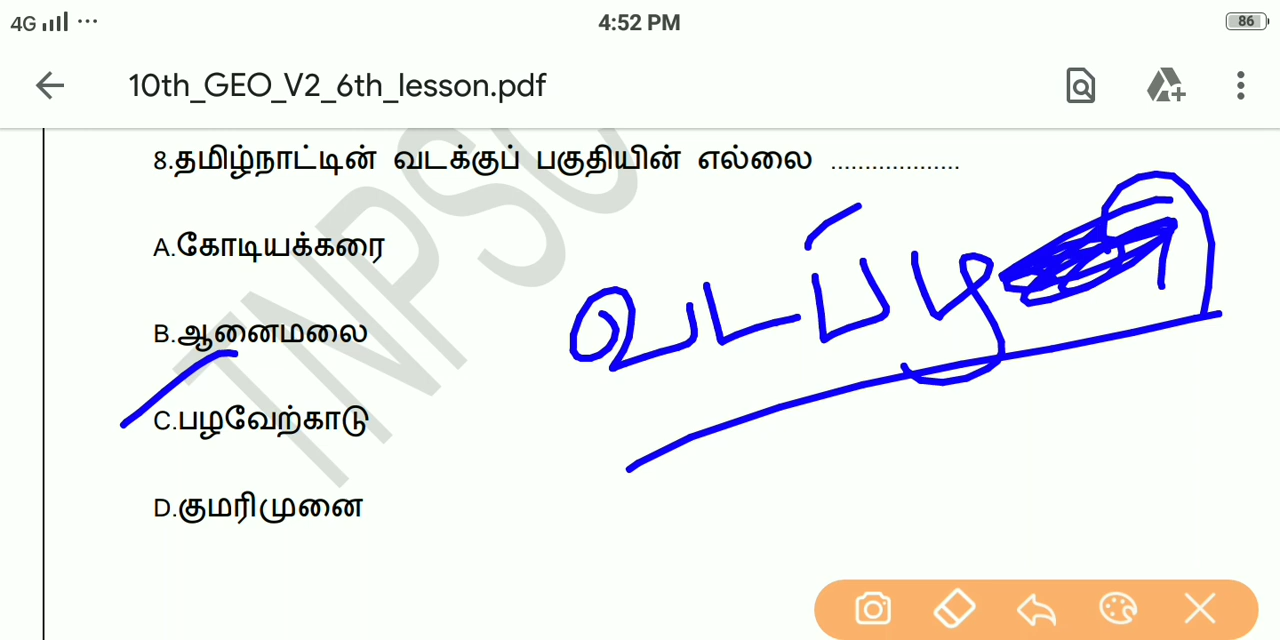 4G 4:52 PM 86
10th_GEO_V2_6th_lesson.pdf
8.தமிழ்நாட்டின் வடக்குப் பகுதியின் எல்லை ...................
A.கோடியக்கரை
B.ஆனைமலை
C.பழவேற்காடு
D.குமரிமுனை
TNPSC